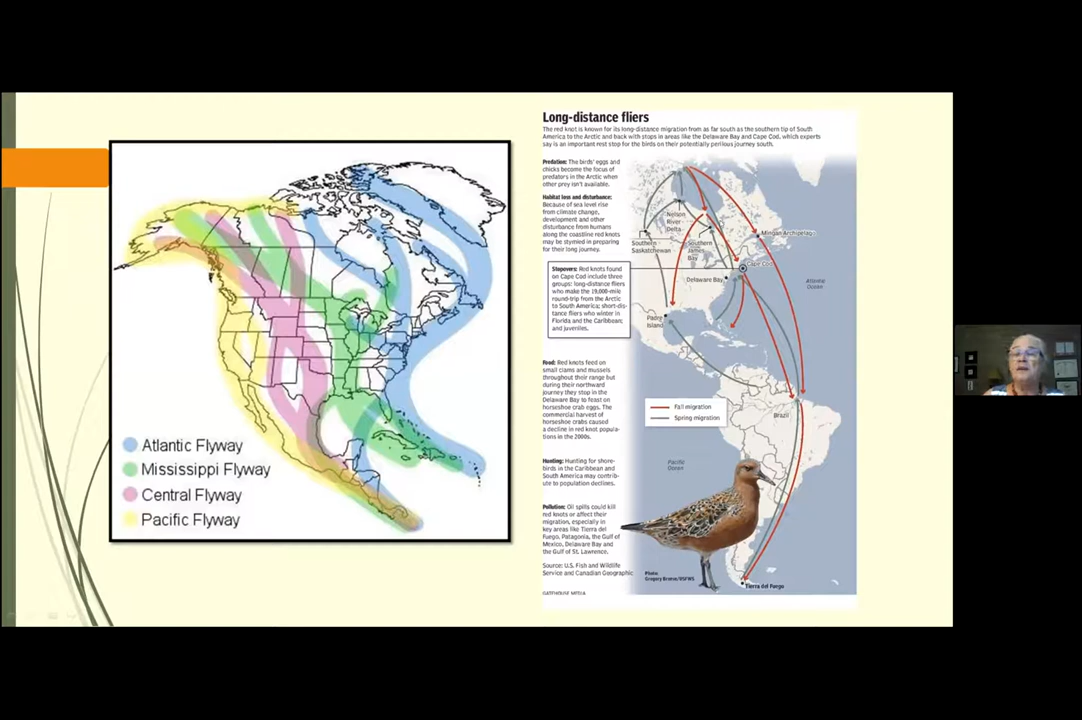 Atlantic Flyway
Mississippi Flyway
Central Flyway
Pacific Flyway
Long-distance fliers
The red knot is known for its long-distance migration from as far south as the southern tip of South
America to the Arctic and back with stops in areas like the Delaware Bay and Cape Cod, which experts
say is an important rest stop for the birds on their potentially perilous journey south.
Predation: The birds' eggs and
chicks become the focus of
predators in the Arctic when
other prey isn't available.
Habitat loss and disturbance:
Because of sea level rise
from climate change,
development and other
disturbance from humans
along the coastline red knots
may be stymied in preparing
for their long journey.
Stopovers: Red knots found
on Cape Cod include three
groups: long-distance fliers
who make the 19,000-mile
round-trip from the Arctic
to South America; short-dis-
tance fliers who winter in
Florida and the Caribbean;
and juveniles.
Food: Red knots feed on
small clams and mussels
throughout their range but
during their northward
journey they stop in the
Delaware Bay to feast on
horseshoe crab eggs. The
commercial harvest of
horseshoe crabs caused
a decline in red knot popula-
tions in the 2000s.
Hunting: Hunting for shore-
birds in the Caribbean and
South America may contrib-
ute to population declines.
Pollution: Oil spills could kill
red knots or affect their
migration, especially in
key areas like Tierra del
Fuego, Patagonia, the Gulf of
Mexico, Delaware Bay and
the Gulf of St. Lawrence.
Source: U.S. Fish and Wildlife
Service and Canadian Geographic
GATEHOUSE MEDIA
Nelson
River
Delta
Mingan Archipelago
Southern
Saskatchewan
Southern
James
Bay
Cape Cod
Delaware Bay
Atlantic
Ocean
Padre
Island
Fall migration
Spring migration
Brazil
Pacific
Ocean
Photo:
Gregory Breese/USFWS
Tierra del Fuego